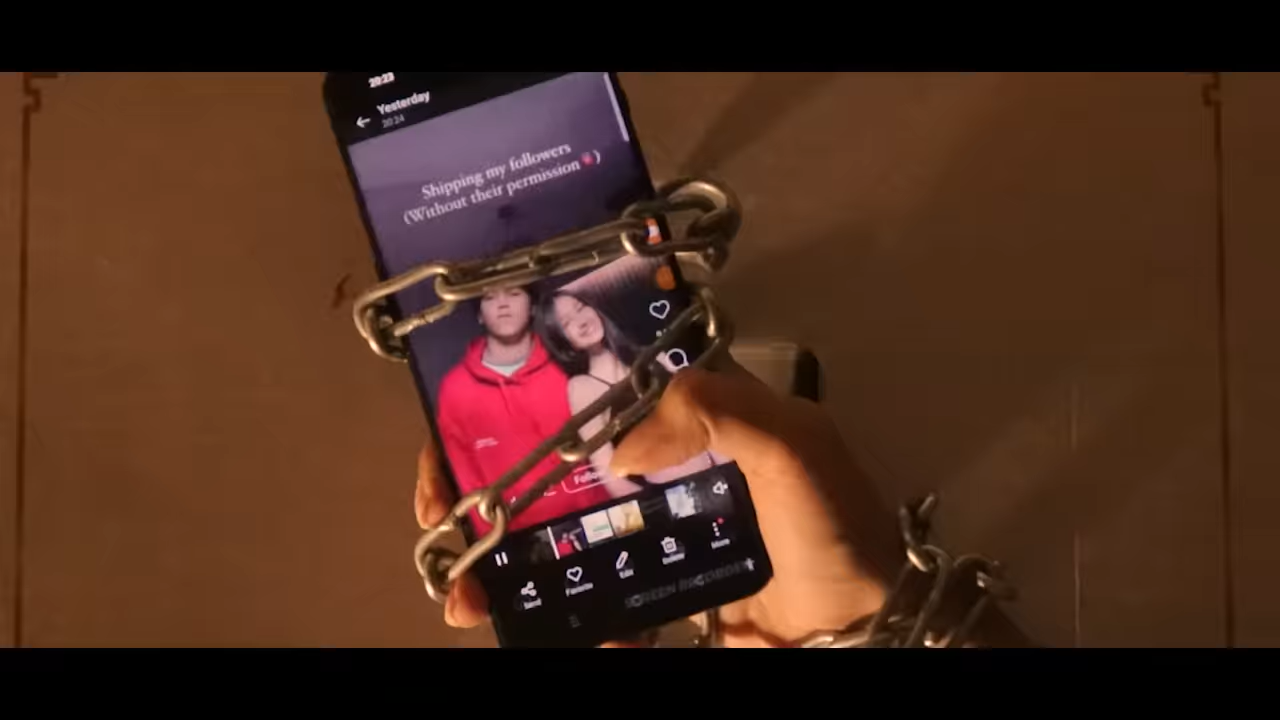 20:23
Yesterday
20:24
Shipping my followers
(Without their permission )
Send
Favorite
Edit
Delete
More
SCREEN RECORDER